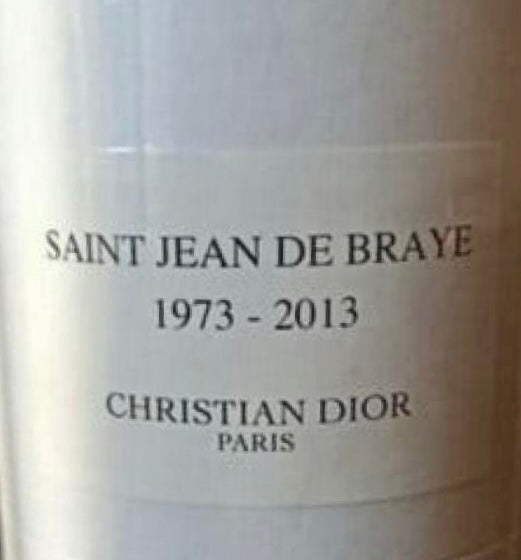 SAINT JEAN DE BRAYE
1973 - 2013
CHRISTIAN DIOR
PARIS